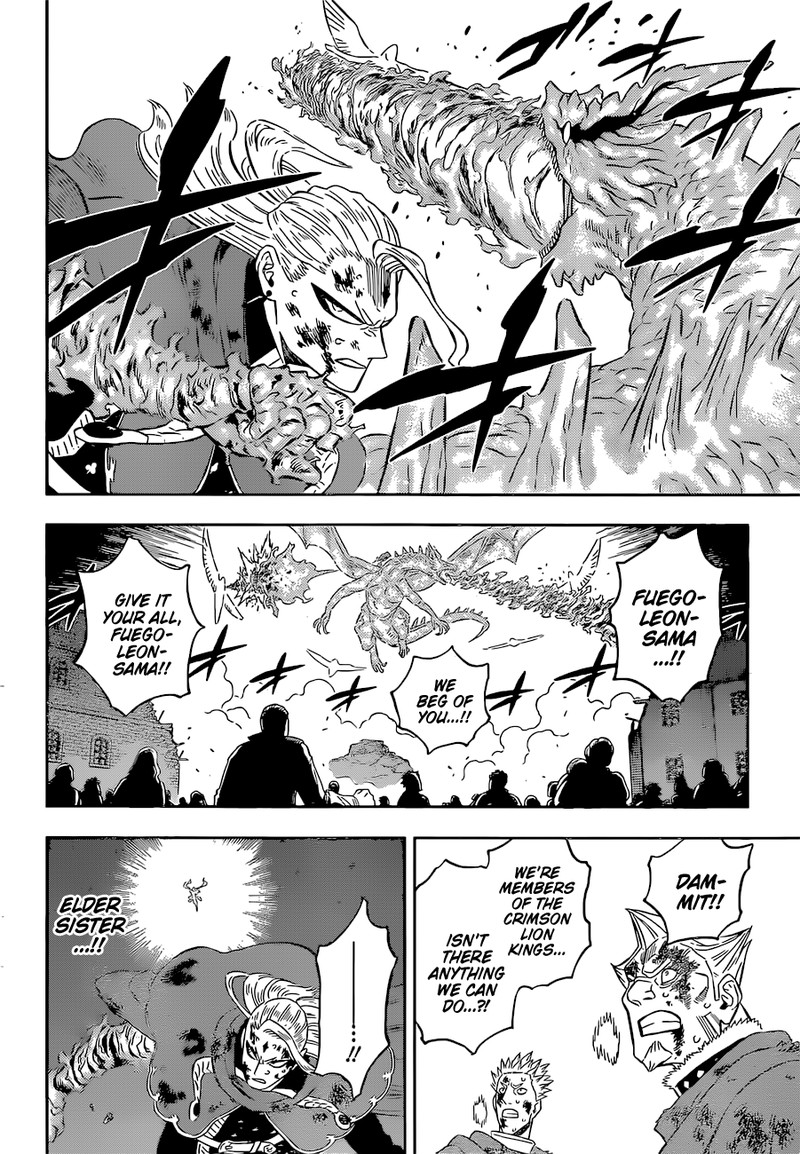 FUEGO-
LEON-
SAMA
...!!
WE
BEG OF
YOU...!!
GIVE IT
YOUR ALL,
FUEGO-
LEON-
SAMA!!
DAM-
MIT!!
WE'RE
MEMBERS
OF THE
CRIMSON
LION
KINGS...
ISN'T
THERE
ANYTHING
WE CAN
DO...?!
...!!
ELDER
SISTER
...!!